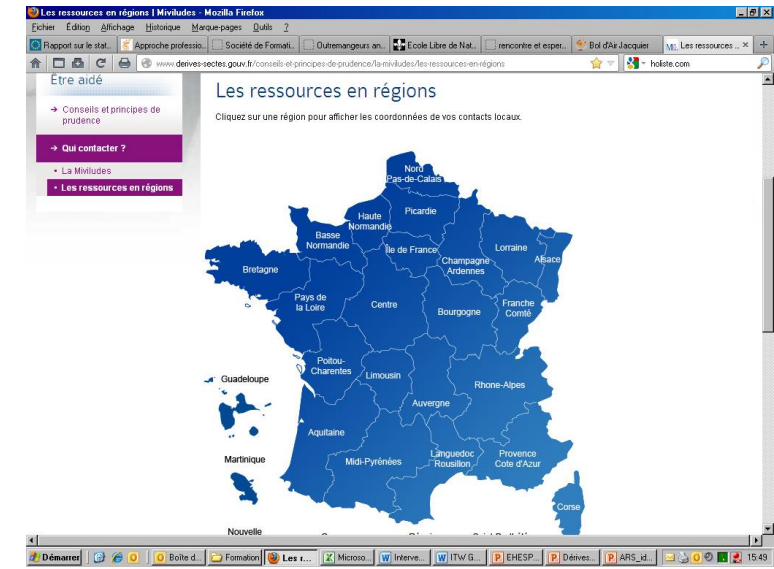 Les ressources en régions | Miviludes - Mozilla Firefox
Fichier Édition Affichage Historique Marque-pages Outils ?
Rapport sur le stat... Approche professio... Société de Formati... Outremangeurs an... Ecole Libre de Nat... rencontre et esper... Bol d'Air Jacquier Les ressources ...
www.derives-sectes.gouv.fr/conseils-et-principes-de-prudence/la-miviludes/les-ressources-en-régions holiste.com
Être aidé
Conseils et principes de
prudence
Qui contacter ?
La Miviludes
Les ressources en régions
Les ressources en régions
Cliquez sur une région pour afficher les coordonnées de vos contacts locaux.
Nord
Pas-de-Calais
Picardie
Haute
Normandie
Basse
Normandie
Île de France
Champagne
Ardennes
Lorraine
Alsace
Bretagne
Pays de
la Loire
Centre
Bourgogne
Franche
Comté
Poitou-
Charentes
Limousin
Auvergne
Rhone-Alpes
Aquitaine
Midi-Pyrénées
Languedoc
Rousillon
Provence
Cote d'Azur
Corse
Guadeloupe
Martinique
Nouvelle
Démarrer Boîte d... Formation Les r... Microso... Interve... ITW G... EHESP... Dérives... ARS_id... 15:49